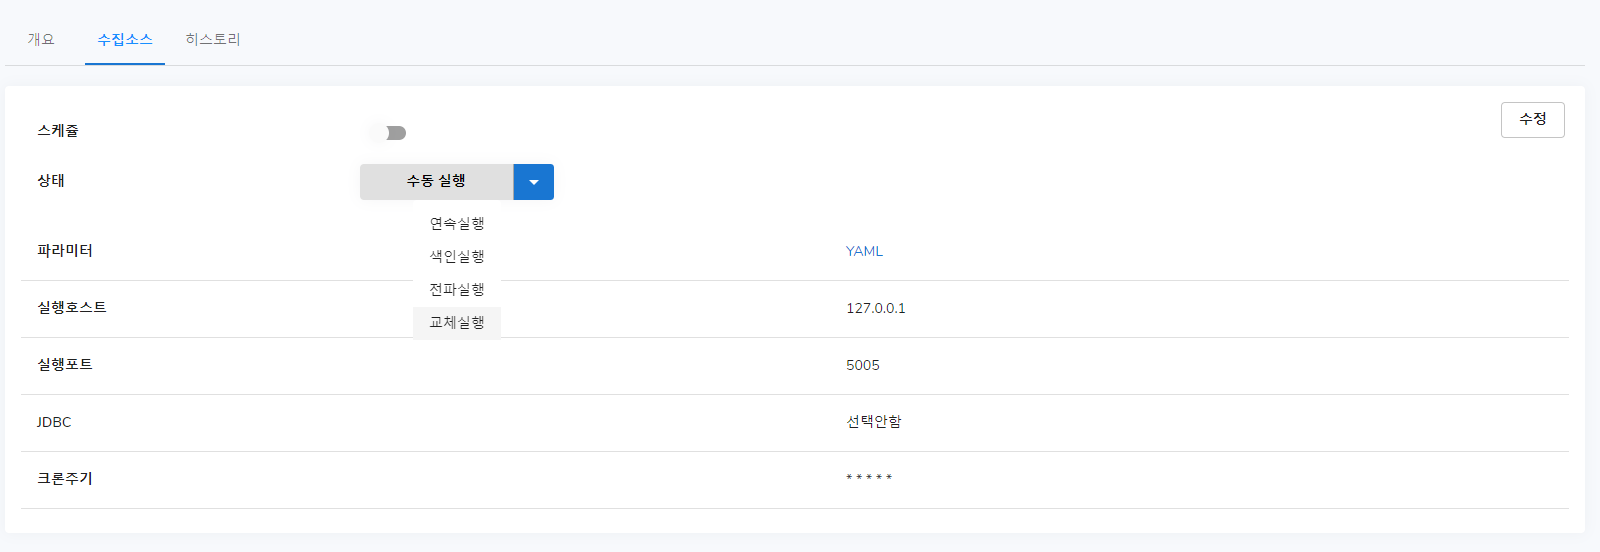 개요 수집소스 히스토리
스케쥴
수정
상태 수동 실행
연속실행
색인실행
파라미터 YAML
전파실행
실행호스트 127.0.0.1
교체실행
실행포트 5005
JDBC 선택안함
크론주기 * * * * *